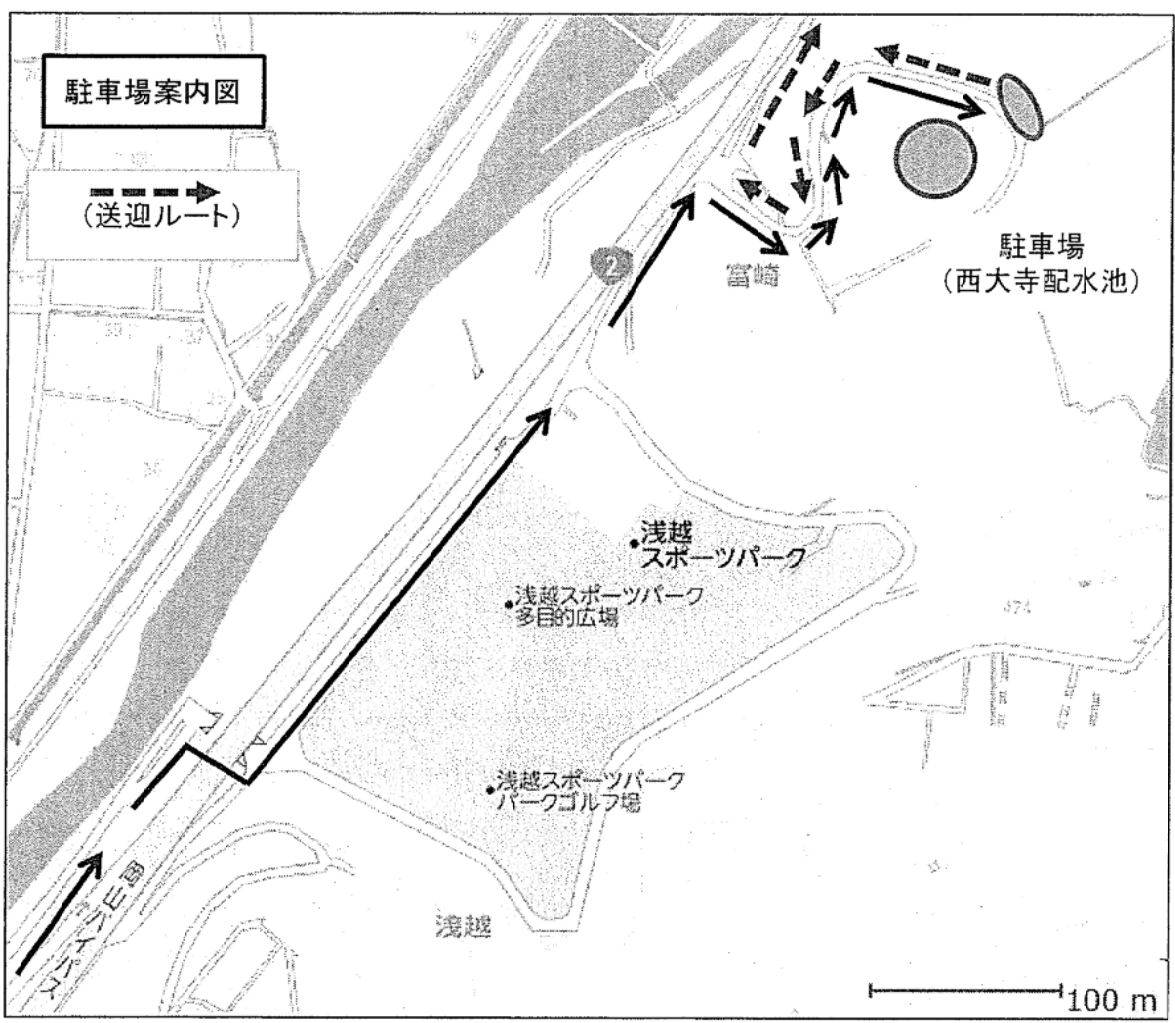 駐車場案内図
(送迎ルート)
2
富崎
駐車場
(西大寺配水池)
浅越
スポーツパーク
浅越スポーツパーク
多目的広場
474
浅越スポーツパーク
パークゴルフ場
岡山バイパス
浅越
100 m